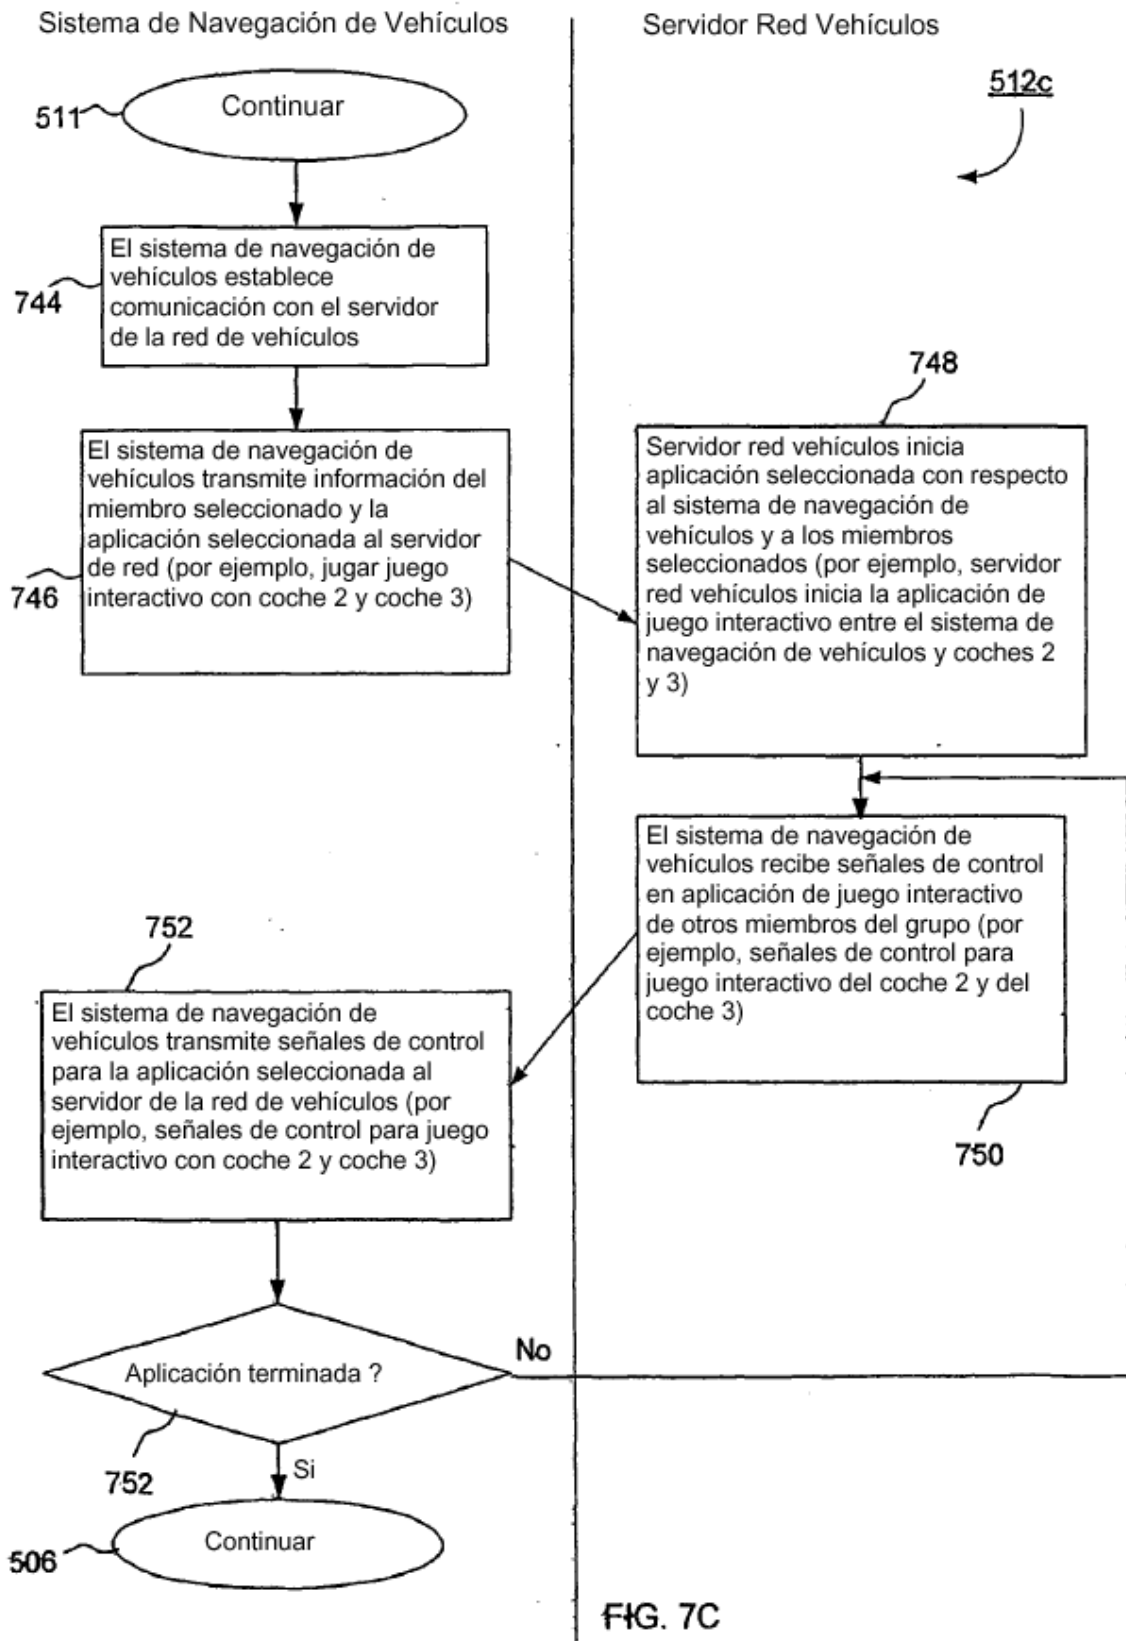 Sistema de Navegación de Vehículos
Servidor Red Vehículos
512c
511
Continuar
744
El sistema de navegación de
vehículos establece
comunicación con el servidor
de la red de vehículos
746
El sistema de navegación de
vehículos transmite información del
miembro seleccionado y la
aplicación seleccionada al servidor
de red (por ejemplo, jugar juego
interactivo con coche 2 y coche 3)
748
Servidor red vehículos inicia
aplicación seleccionada con respecto
al sistema de navegación de
vehículos y a los miembros
seleccionados (por ejemplo, servidor
red vehículos inicia la aplicación de
juego interactivo entre el sistema de
navegación de vehículos y coches 2
y 3)
El sistema de navegación de
vehículos recibe señales de control
en aplicación de juego interactivo
de otros miembros del grupo (por
ejemplo, señales de control para
juego interactivo del coche 2 y del
coche 3)
750
752
El sistema de navegación de
vehículos transmite señales de control
para la aplicación seleccionada al
servidor de la red de vehículos (por
ejemplo, señales de control para juego
interactivo con coche 2 y coche 3)
Aplicación terminada ?
No
752
Si
506
Continuar
FIG. 7C